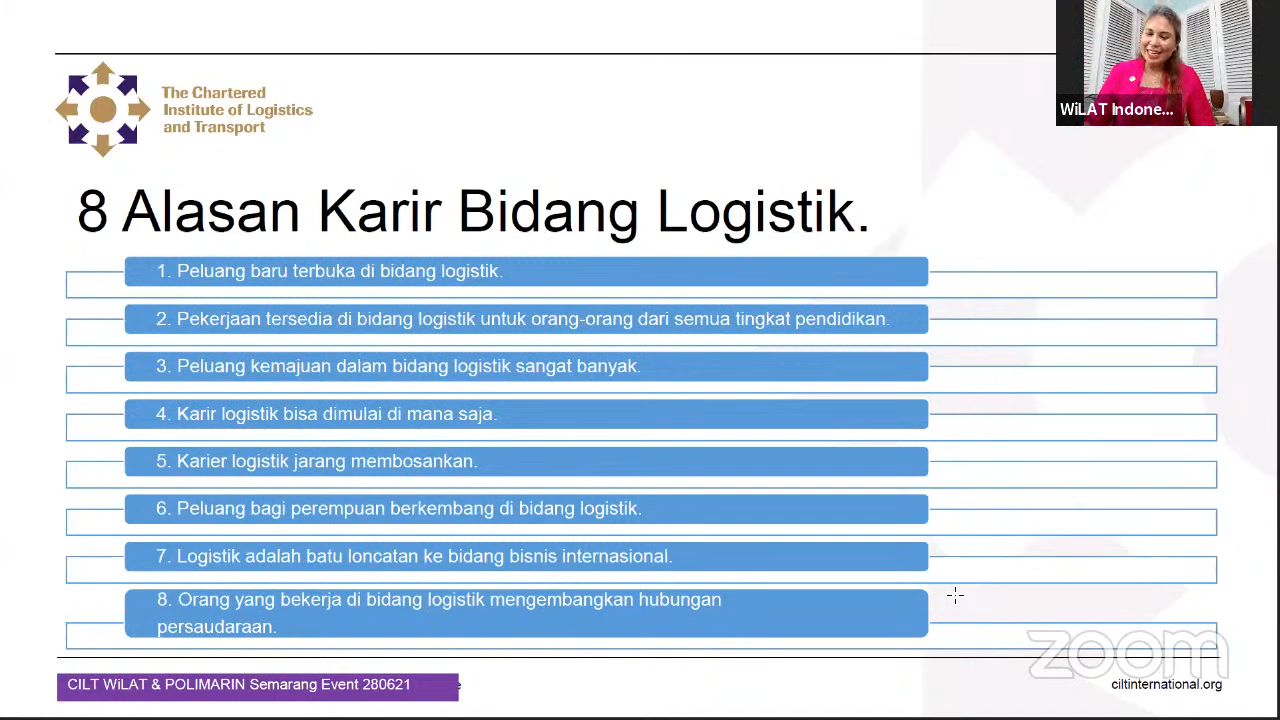 The Chartered
Institute of Logistics
and Transport
WiLAT Indone...
8 Alasan Karir Bidang Logistik.
1. Peluang baru terbuka di bidang logistik.
2. Pekerjaan tersedia di bidang logistik untuk orang-orang dari semua tingkat pendidikan.
3. Peluang kemajuan dalam bidang logistik sangat banyak.
4. Karir logistik bisa dimulai di mana saja.
5. Karier logistik jarang membosankan.
6. Peluang bagi perempuan berkembang di bidang logistik.
7. Logistik adalah batu loncatan ke bidang bisnis internasional.
8. Orang yang bekerja di bidang logistik mengembangkan hubungan
persaudaraan.
zoom
CILT WiLAT & POLIMARIN Semarang Event 280621
ciltinternational.org